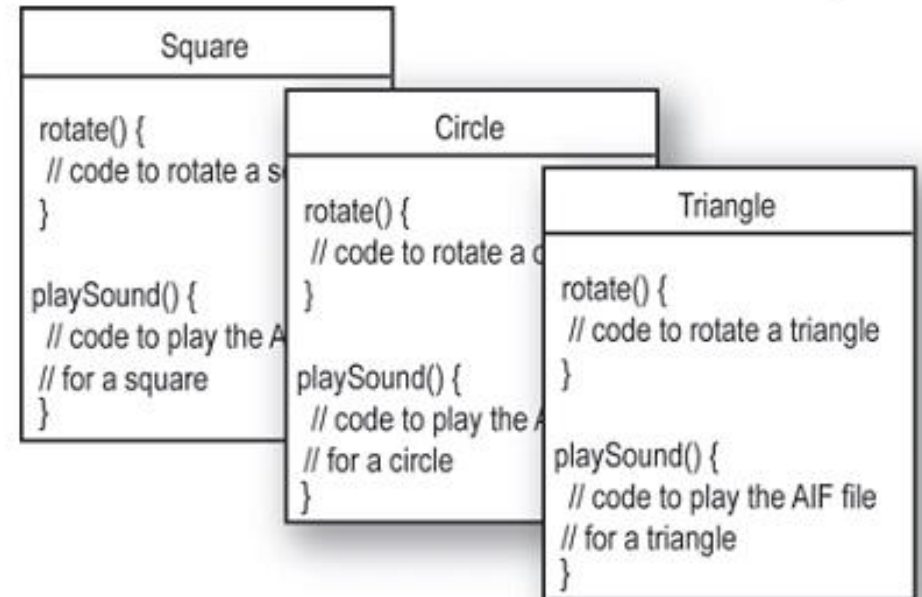 Square
rotate() {
// code to rotate a
}
playSound() {
// code to play the
// for a square
}
Circle
rotate() {
// code to rotate a
}
playSound() {
// code to play the
// for a circle
}
Triangle
rotate() {
// code to rotate a triangle
}
playSound() {
// code to play the AIF file
// for a triangle
}